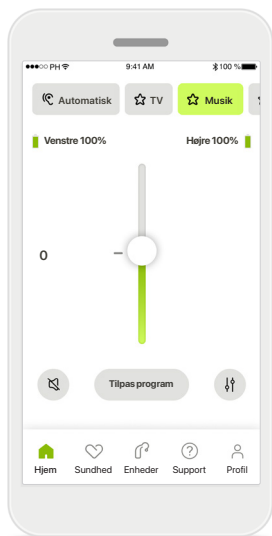 ●●●○○ PH 9:41 AM 100 %
Automatisk TV Musik
Venstre 100% Højre 100%
0
Tilpas program
Hjem Sundhed Enheder Support Profil